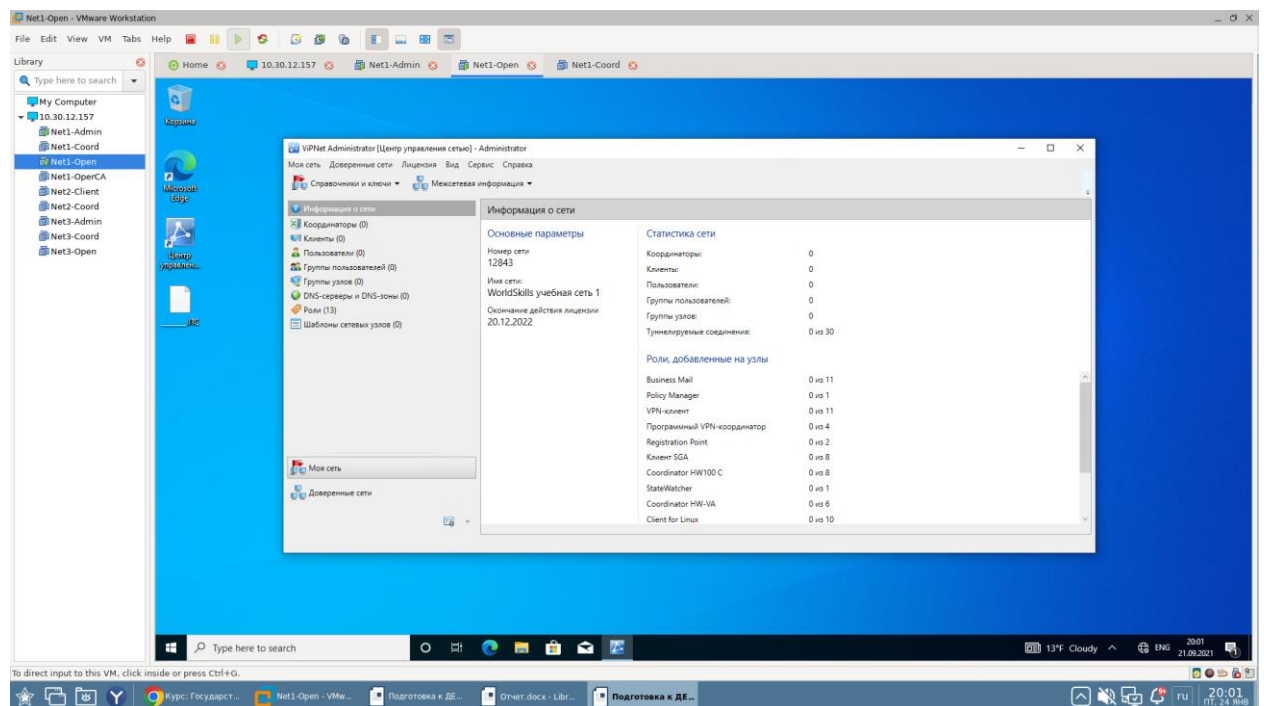 Net1-Open - VMware Workstation
File Edit View VM Tabs Help
Library
Type here to search
My Computer
10.30.12.157
Net1-Admin
Net1-Coord
Net1-Open
Net1-OperCA
Net2-Client
Net2-Coord
Net3-Admin
Net3-Coord
Net3-Open
Home
10.30.12.157
Net1-Admin
Net1-Open
Net1-Coord
Корзина
Microsoft
Edge
Центр
управлен...
ViPNet Administrator [Центр управления сетью] - Administrator
Моя сеть Доверенные сети Лицензия Вид Сервис Справка
Справочники и ключи
Межсетевая информация
Информация о сети
Координаторы (0)
Клиенты (0)
Пользователи (0)
Группы пользователей (0)
Группы узлов (0)
DNS-серверы и DNS-зоны (0)
Роли (13)
Шаблоны сетевых узлов (0)
Моя сеть
Доверенные сети
Информация о сети
Основные параметры
Номер сети
12843
Имя сети:
WorldSkills учебная сеть 1
Окончание действия лицензии
20.12.2022
Статистика сети
Координаторы: 0
Клиенты: 0
Пользователи: 0
Группы пользователей: 0
Группы узлов: 0
Туннелируемые соединения: 0 из 30
Роли, добавленные на узлы
Business Mail 0 из 11
Policy Manager 0 из 1
VPN-клиент 0 из 11
Программный VPN-координатор 0 из 4
Registration Point 0 из 2
Клиент SGA 0 из 8
Coordinator HW100 C 0 из 8
StateWatcher 0 из 1
Coordinator HW-VA 0 из 6
Client for Linux 0 из 10
Type here to search
13°F Cloudy
ENG
20:01
21.09.2021
To direct input to this VM, click inside or press Ctrl+G.
Курс: Государст...
Net1-Open - VMw...
Подготовка к ДЕ...
Отчет.docx - Libr...
Подготовка к ДЕ...
ru
20:01
ПТ, 24 ЯНВ